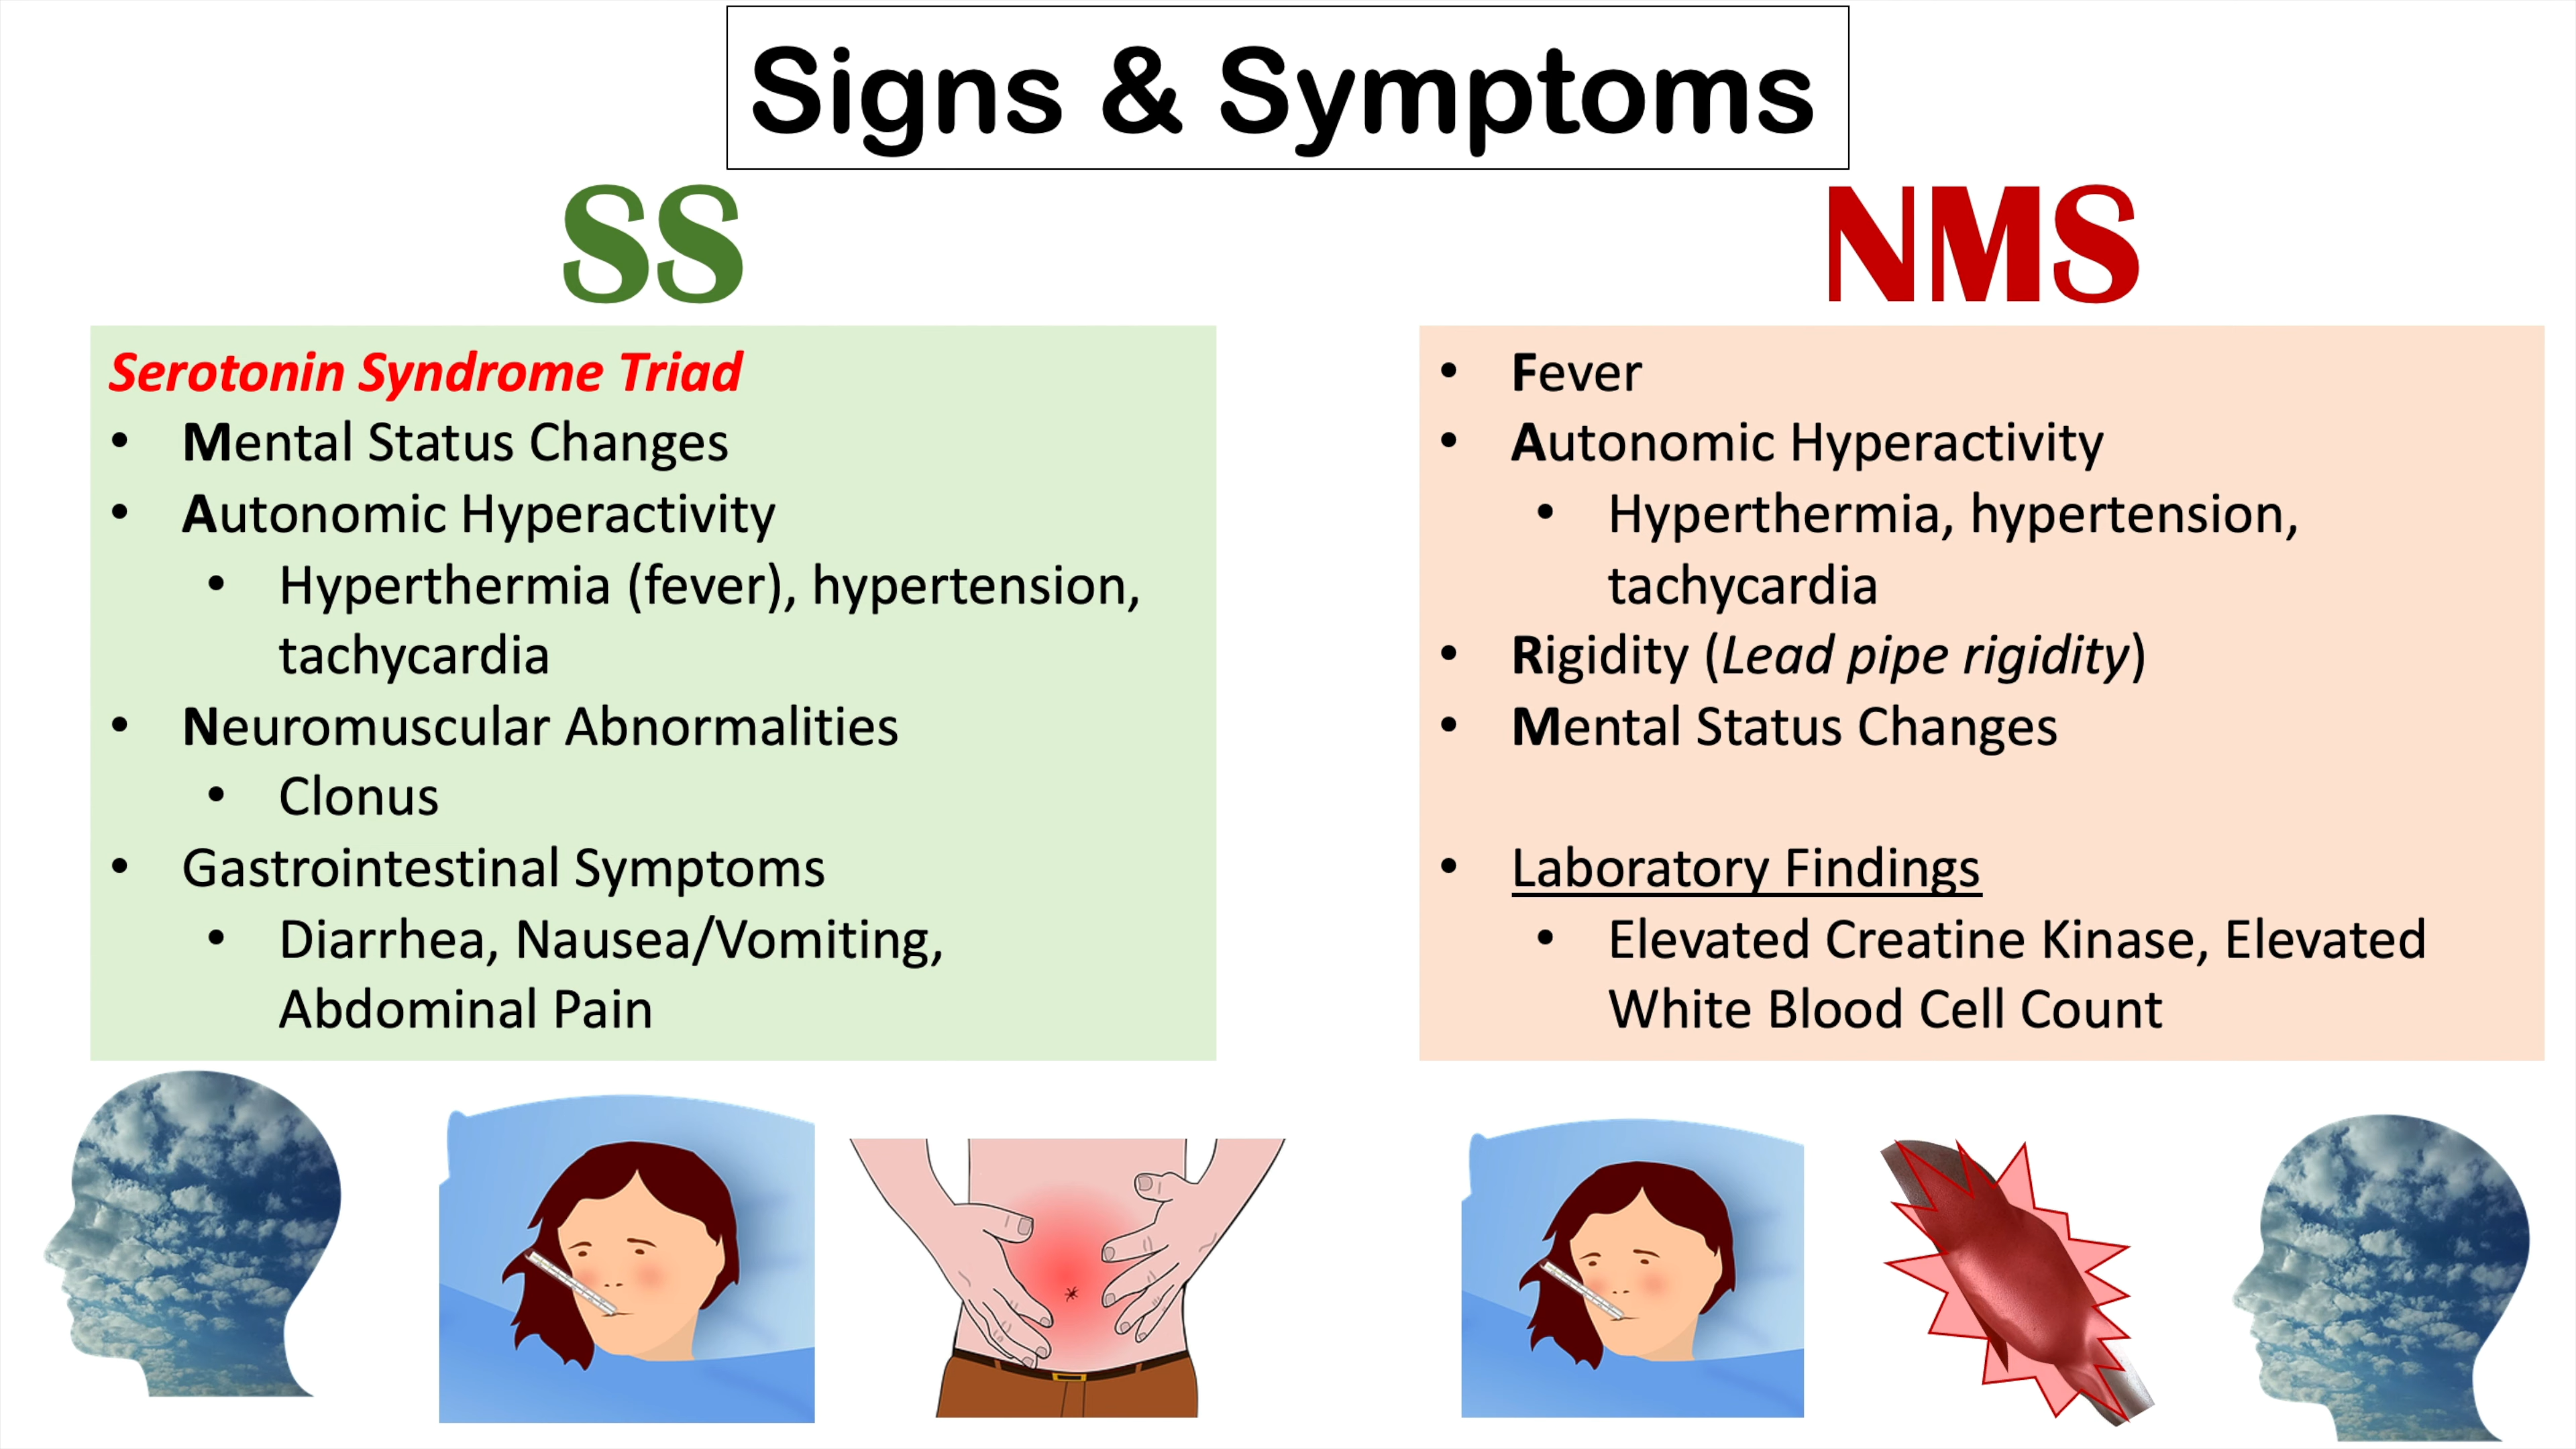 Signs & Symptoms
SS
Serotonin Syndrome Triad
• Mental Status Changes
• Autonomic Hyperactivity
• Hyperthermia (fever), hypertension,
tachycardia
• Neuromuscular Abnormalities
• Clonus
• Gastrointestinal Symptoms
• Diarrhea, Nausea/Vomiting,
Abdominal Pain
NMS
• Fever
• Autonomic Hyperactivity
• Hyperthermia, hypertension,
tachycardia
• Rigidity (Lead pipe rigidity)
• Mental Status Changes
• Laboratory Findings
• Elevated Creatine Kinase, Elevated
White Blood Cell Count